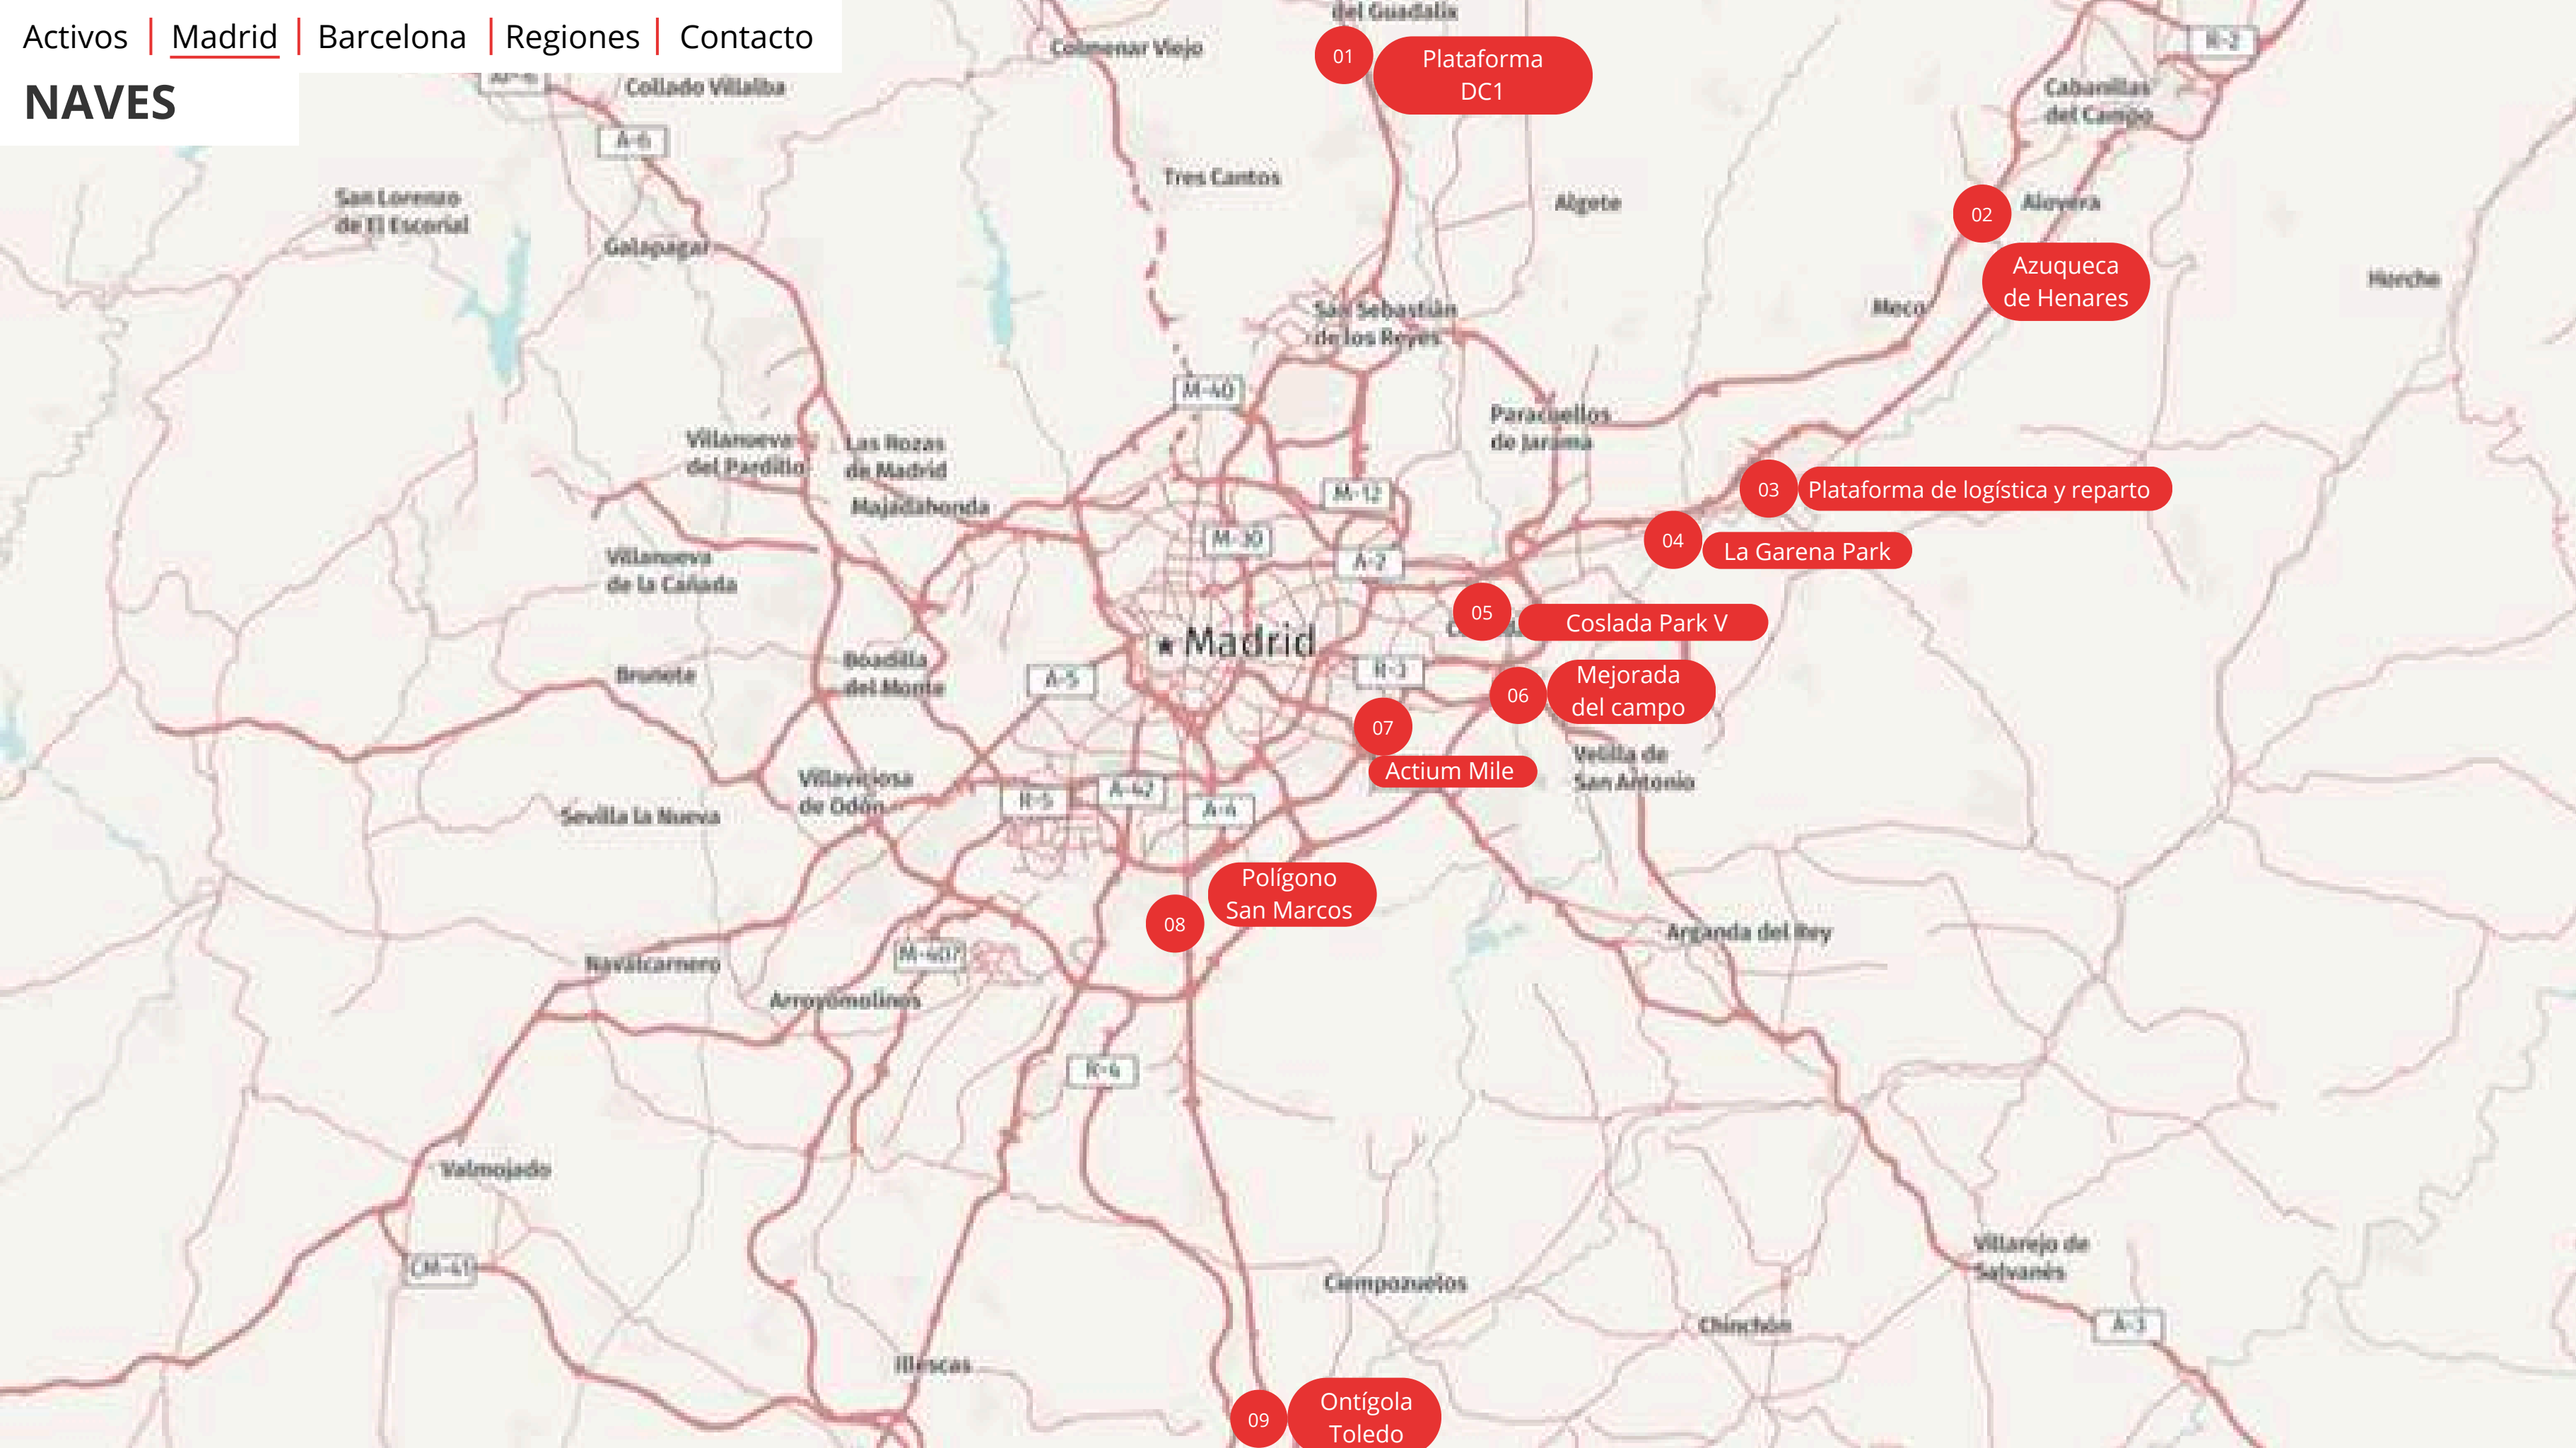 Activos
Madrid
Barcelona
Regiones
Contacto
NAVES
del Guadalix
01
Plataforma
DC1
Colmenar Viejo
R-2
Collado Villalba
A-6
Cabanillas
del Campo
Tres Cantos
San Lorenzo
de El Escorial
Algete
02
Alovera
Galapagar
Azuqueca
de Henares
Horche
Meco
San Sebastián
de los Reyes
M-40
Paracuellos
de Jarama
Villanueva
del Pardillo
Las Rozas
de Madrid
Majadahonda
M-12
03
Plataforma de logística y reparto
M-30
04
La Garena Park
A-2
Villanueva
de la Cañada
05
Coslada Park V
Madrid
Boadilla
del Monte
Brunete
A-5
R-3
06
Mejorada
del campo
07
Actium Mile
Velilla de
San Antonio
Villaviciosa
de Odón
R-5
A-42
A-4
Sevilla la Nueva
Polígono
San Marcos
08
Arganda del Rey
M-407
Navalcarnero
Arroyomolinos
R-4
Valmojado
CM-41
Villarejo de
Salvanés
Ciempozuelos
Chinchón
A-3
Illescas
09
Ontígola
Toledo